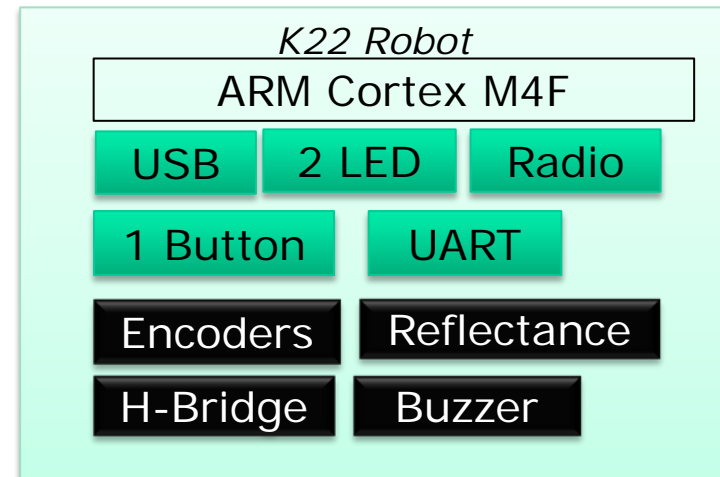 K22 Robot
ARM Cortex M4F
USB 2 LED Radio
1 Button UART
Encoders Reflectance
H-Bridge Buzzer